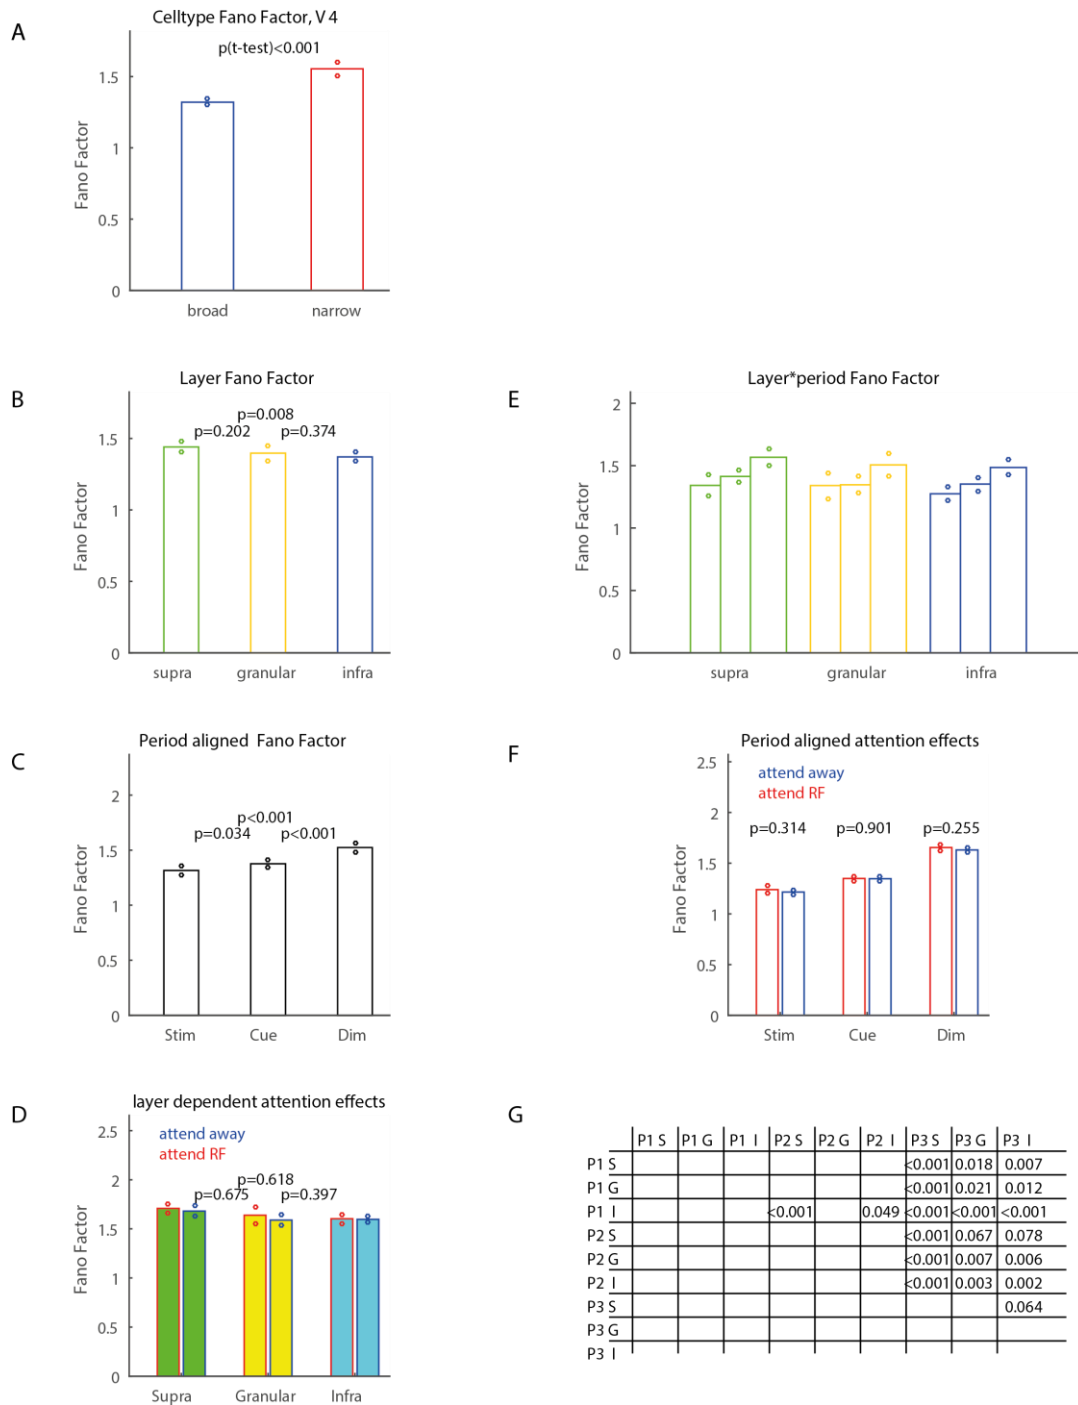 A
Celltype Fano Factor, V 4
p(t-test)<0.001
1.5
1
0.5
0
Fano Factor
broad
narrow
B
Layer Fano Factor
p=0.008
p=0.202
p=0.374
1.5
1
0.5
0
Fano Factor
supra
granular
infra
C
Period aligned Fano Factor
2
p<0.001
p=0.034
p<0.001
1.5
1
0.5
0
Fano Factor
Stim
Cue
Dim
D
layer dependent attention effects
2.5
attend away
attend RF
2
p=0.618
p=0.675
p=0.397
1.5
1
0.5
0
Fano Factor
Supra
Granular
Infra
E
Layer*period Fano Factor
2
1.5
1
0.5
0
Fano Factor
supra
granular
infra
F
Period aligned attention effects
2.5
attend away
attend RF
2
p=0.314
p=0.901
p=0.255
1.5
1
0.5
0
Fano Factor
Stim
Cue
Dim
G
P1 S P1 G P1 I P2 S P2 G P2 I P3 S P3 G P3 I
P1 S <0.001 0.018 0.007
P1 G <0.001 0.021 0.012
P1 I <0.001 0.049 <0.001 <0.001 <0.001
P2 S <0.001 0.067 0.078
P2 G <0.001 0.007 0.006
P2 I <0.001 0.003 0.002
P3 S 0.064
P3 G
P3 I